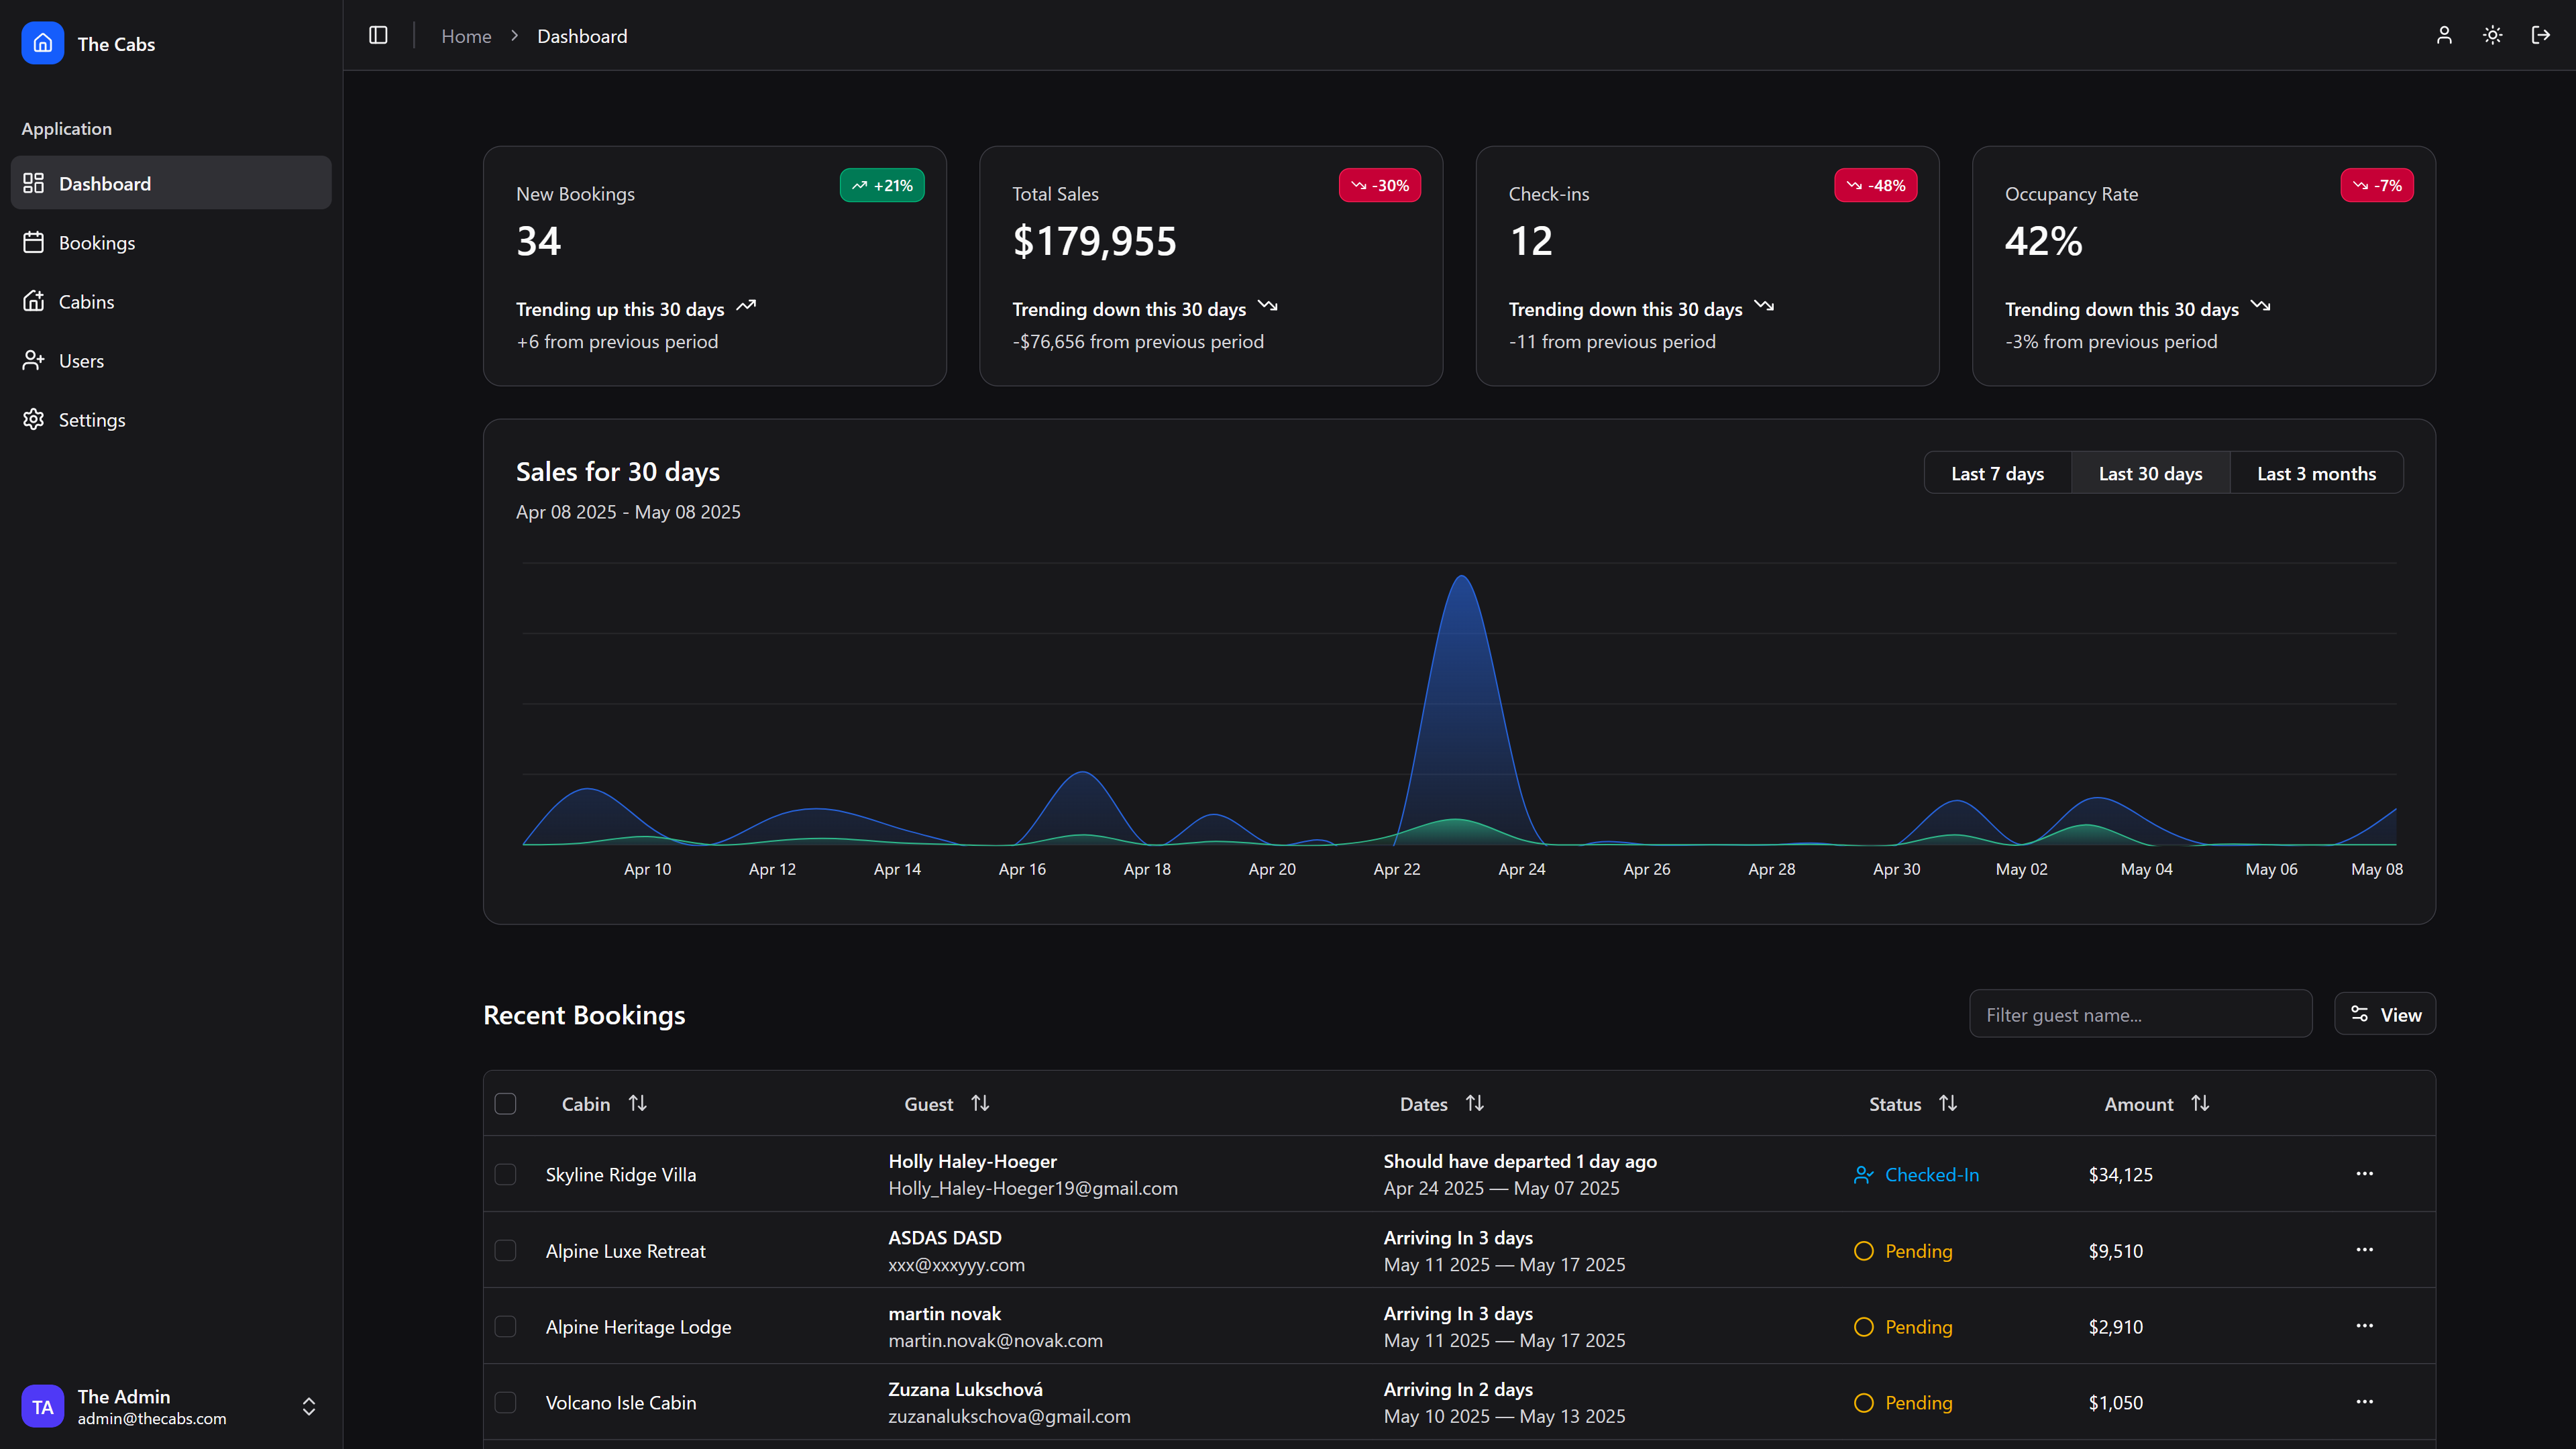 The Cabs
Home
Dashboard
Application
Dashboard
Bookings
Cabins
Users
Settings
New Bookings
+21%
34
Trending up this 30 days
+6 from previous period
Total Sales
-30%
$179,955
Trending down this 30 days
-$76,656 from previous period
Check-ins
-48%
12
Trending down this 30 days
-11 from previous period
Occupancy Rate
-7%
42%
Trending down this 30 days
-3% from previous period
Sales for 30 days
Apr 08 2025 - May 08 2025
Last 7 days
Last 30 days
Last 3 months
Apr 10 Apr 12 Apr 14 Apr 16 Apr 18 Apr 20 Apr 22 Apr 24 Apr 26 Apr 28 Apr 30 May 02 May 04 May 06 May 08
Recent Bookings
Filter guest name...
View
Cabin Guest Dates Status Amount
Skyline Ridge Villa
Holly Haley-Hoeger
Holly_Haley-Hoeger19@gmail.com
Should have departed 1 day ago
Apr 24 2025 — May 07 2025
Checked-In
$34,125
Alpine Luxe Retreat
ASDAS DASD
xxx@xxxyyy.com
Arriving In 3 days
May 11 2025 — May 17 2025
Pending
$9,510
Alpine Heritage Lodge
martin novak
martin.novak@novak.com
Arriving In 3 days
May 11 2025 — May 17 2025
Pending
$2,910
Volcano Isle Cabin
Zuzana Lukschová
zuzanalukschova@gmail.com
Arriving In 2 days
May 10 2025 — May 13 2025
Pending
$1,050
TA
The Admin
admin@thecabs.com